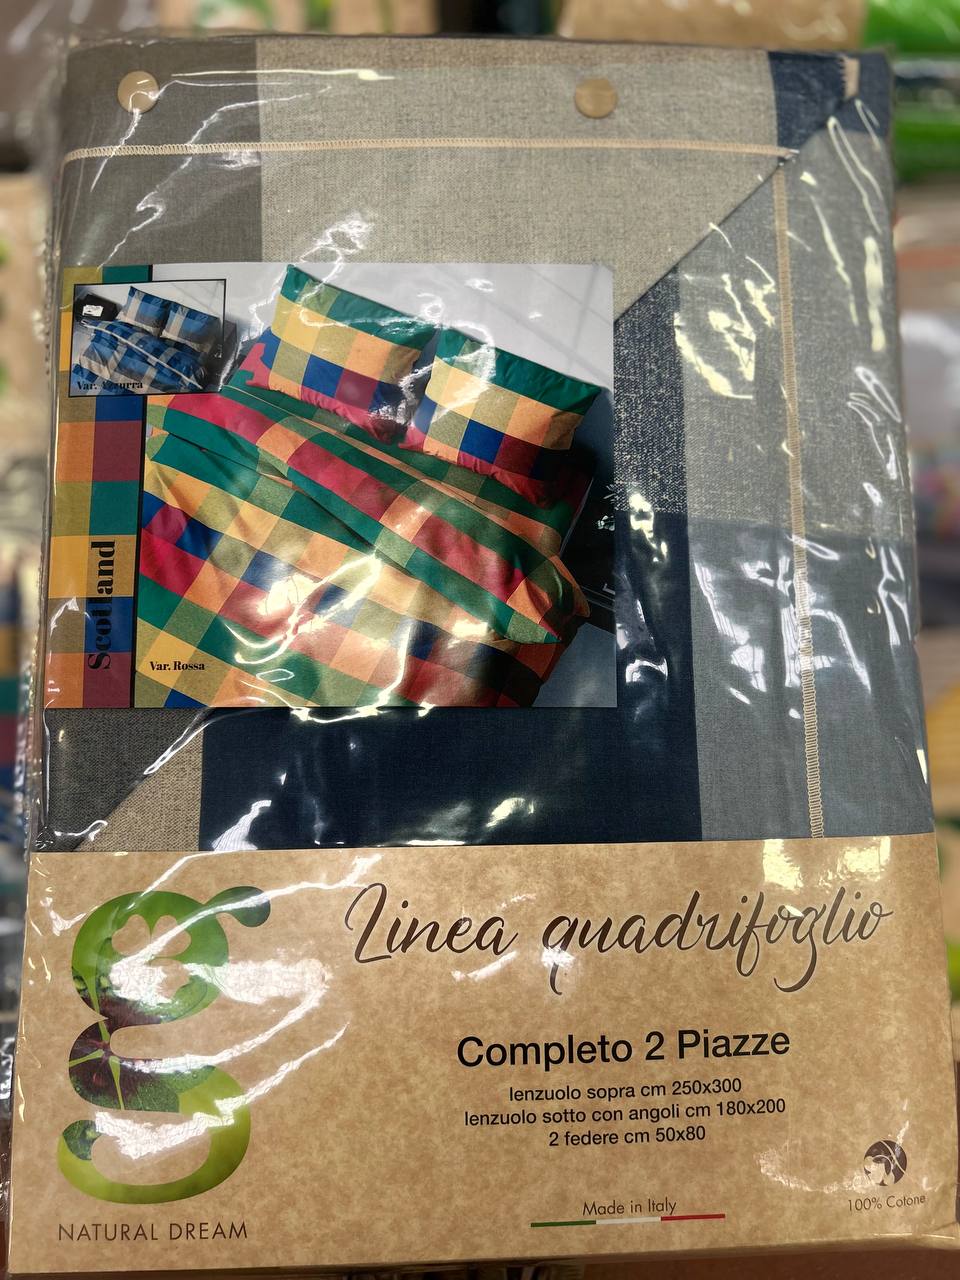 Var. Azzurra
Scotland
Var. Rossa
Linea quadrifoglio
Completo 2 Piazze
lenzuolo sopra cm 250x300
lenzuolo sotto con angoli cm 180x200
2 federe cm 50x80
Made in Italy
100% Cotone
NATURAL DREAM